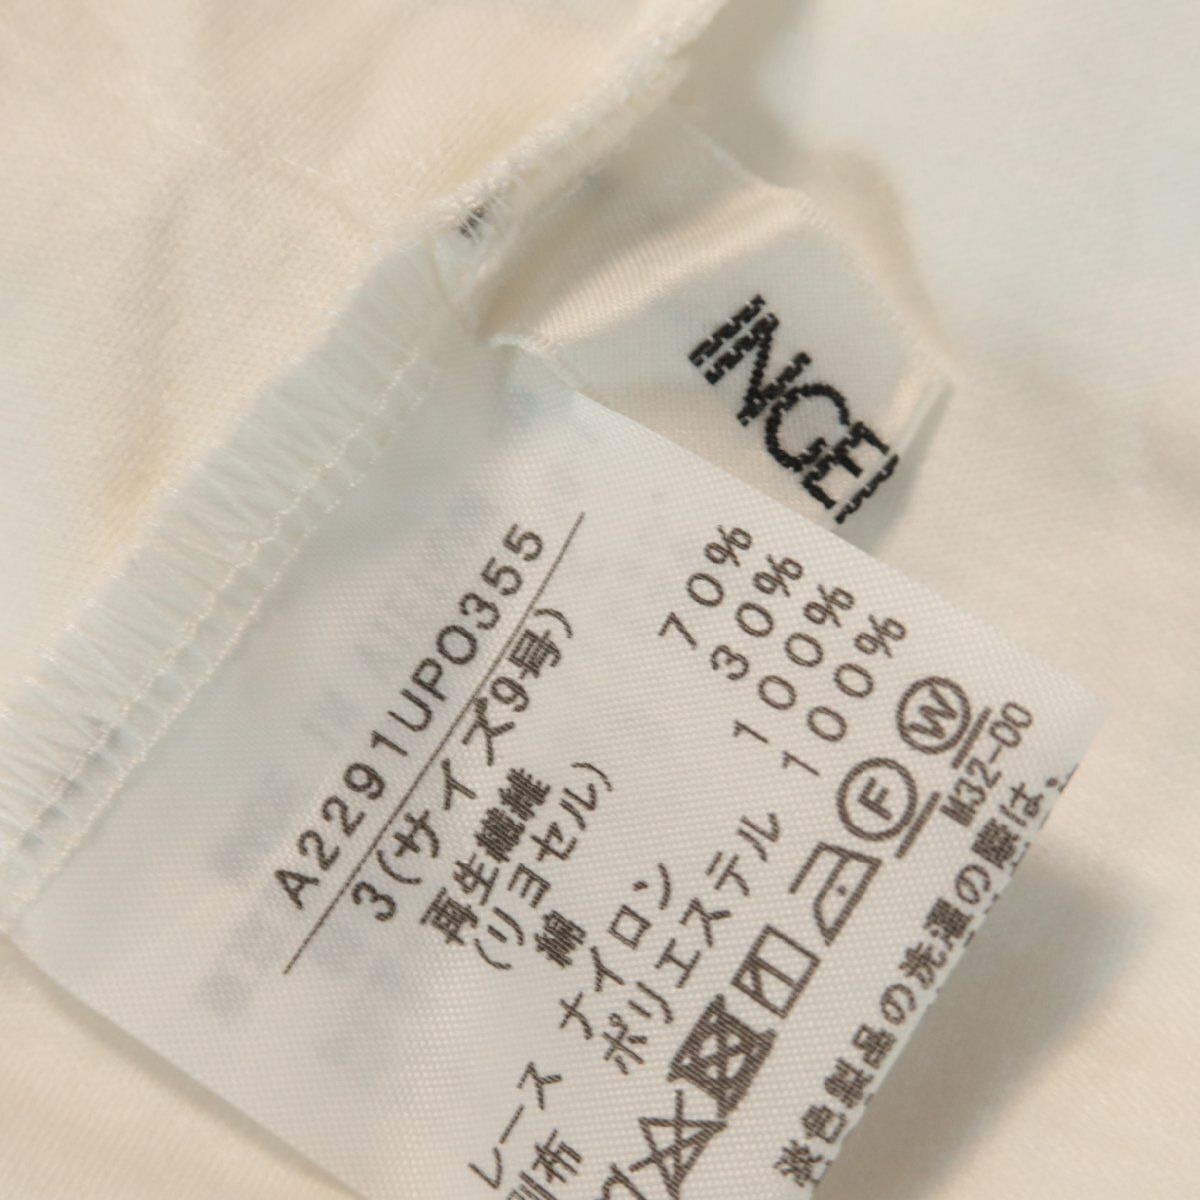 INGE
A2291UP0355
3(サイズ9号)
再生繊維 70%
(リヨセル)
綿 30%
レース ナイロン 100%
別布 ポリエステル 100%
F W
M32-00
淡色製品の洗濯の際は、